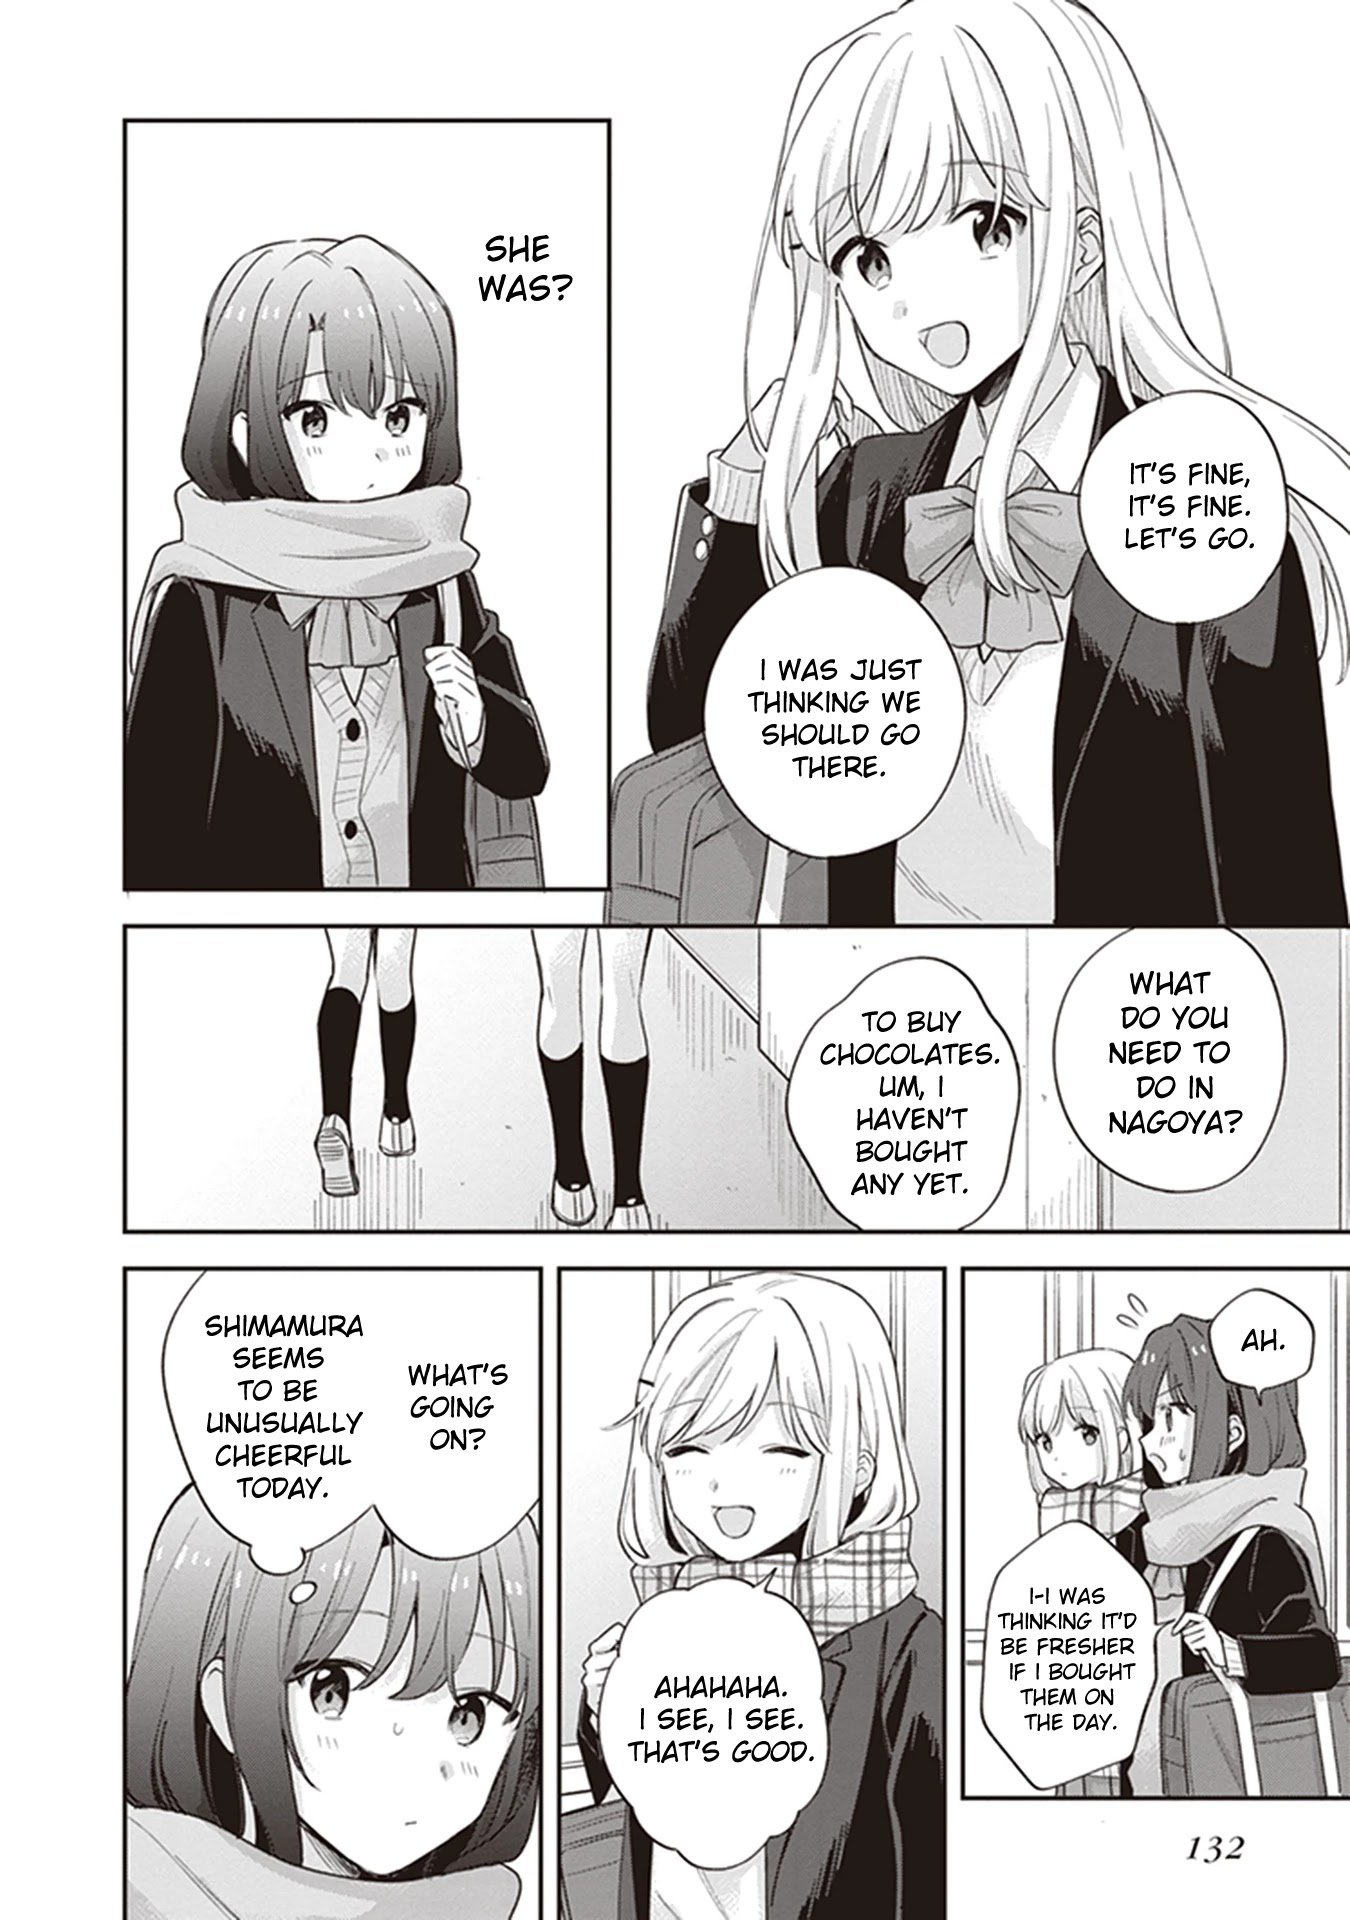 IT'S FINE,
IT'S FINE.
LET'S GO.
I WAS JUST
THINKING WE
SHOULD GO
THERE.
SHE
WAS?
WHAT
DO YOU
NEED TO
DO IN
NAGOYA?
TO BUY
CHOCOLATES.
UM, I
HAVEN'T
BOUGHT
ANY YET.
AH.
I-I WAS
THINKING IT'D
BE FRESHER
IF I BOUGHT
THEM ON
THE DAY.
AHAHAHA.
I SEE, I SEE.
THAT'S GOOD.
WHAT'S
GOING
ON?
SHIMAMURA
SEEMS
TO BE
UNUSUALLY
CHEERFUL
TODAY.
132